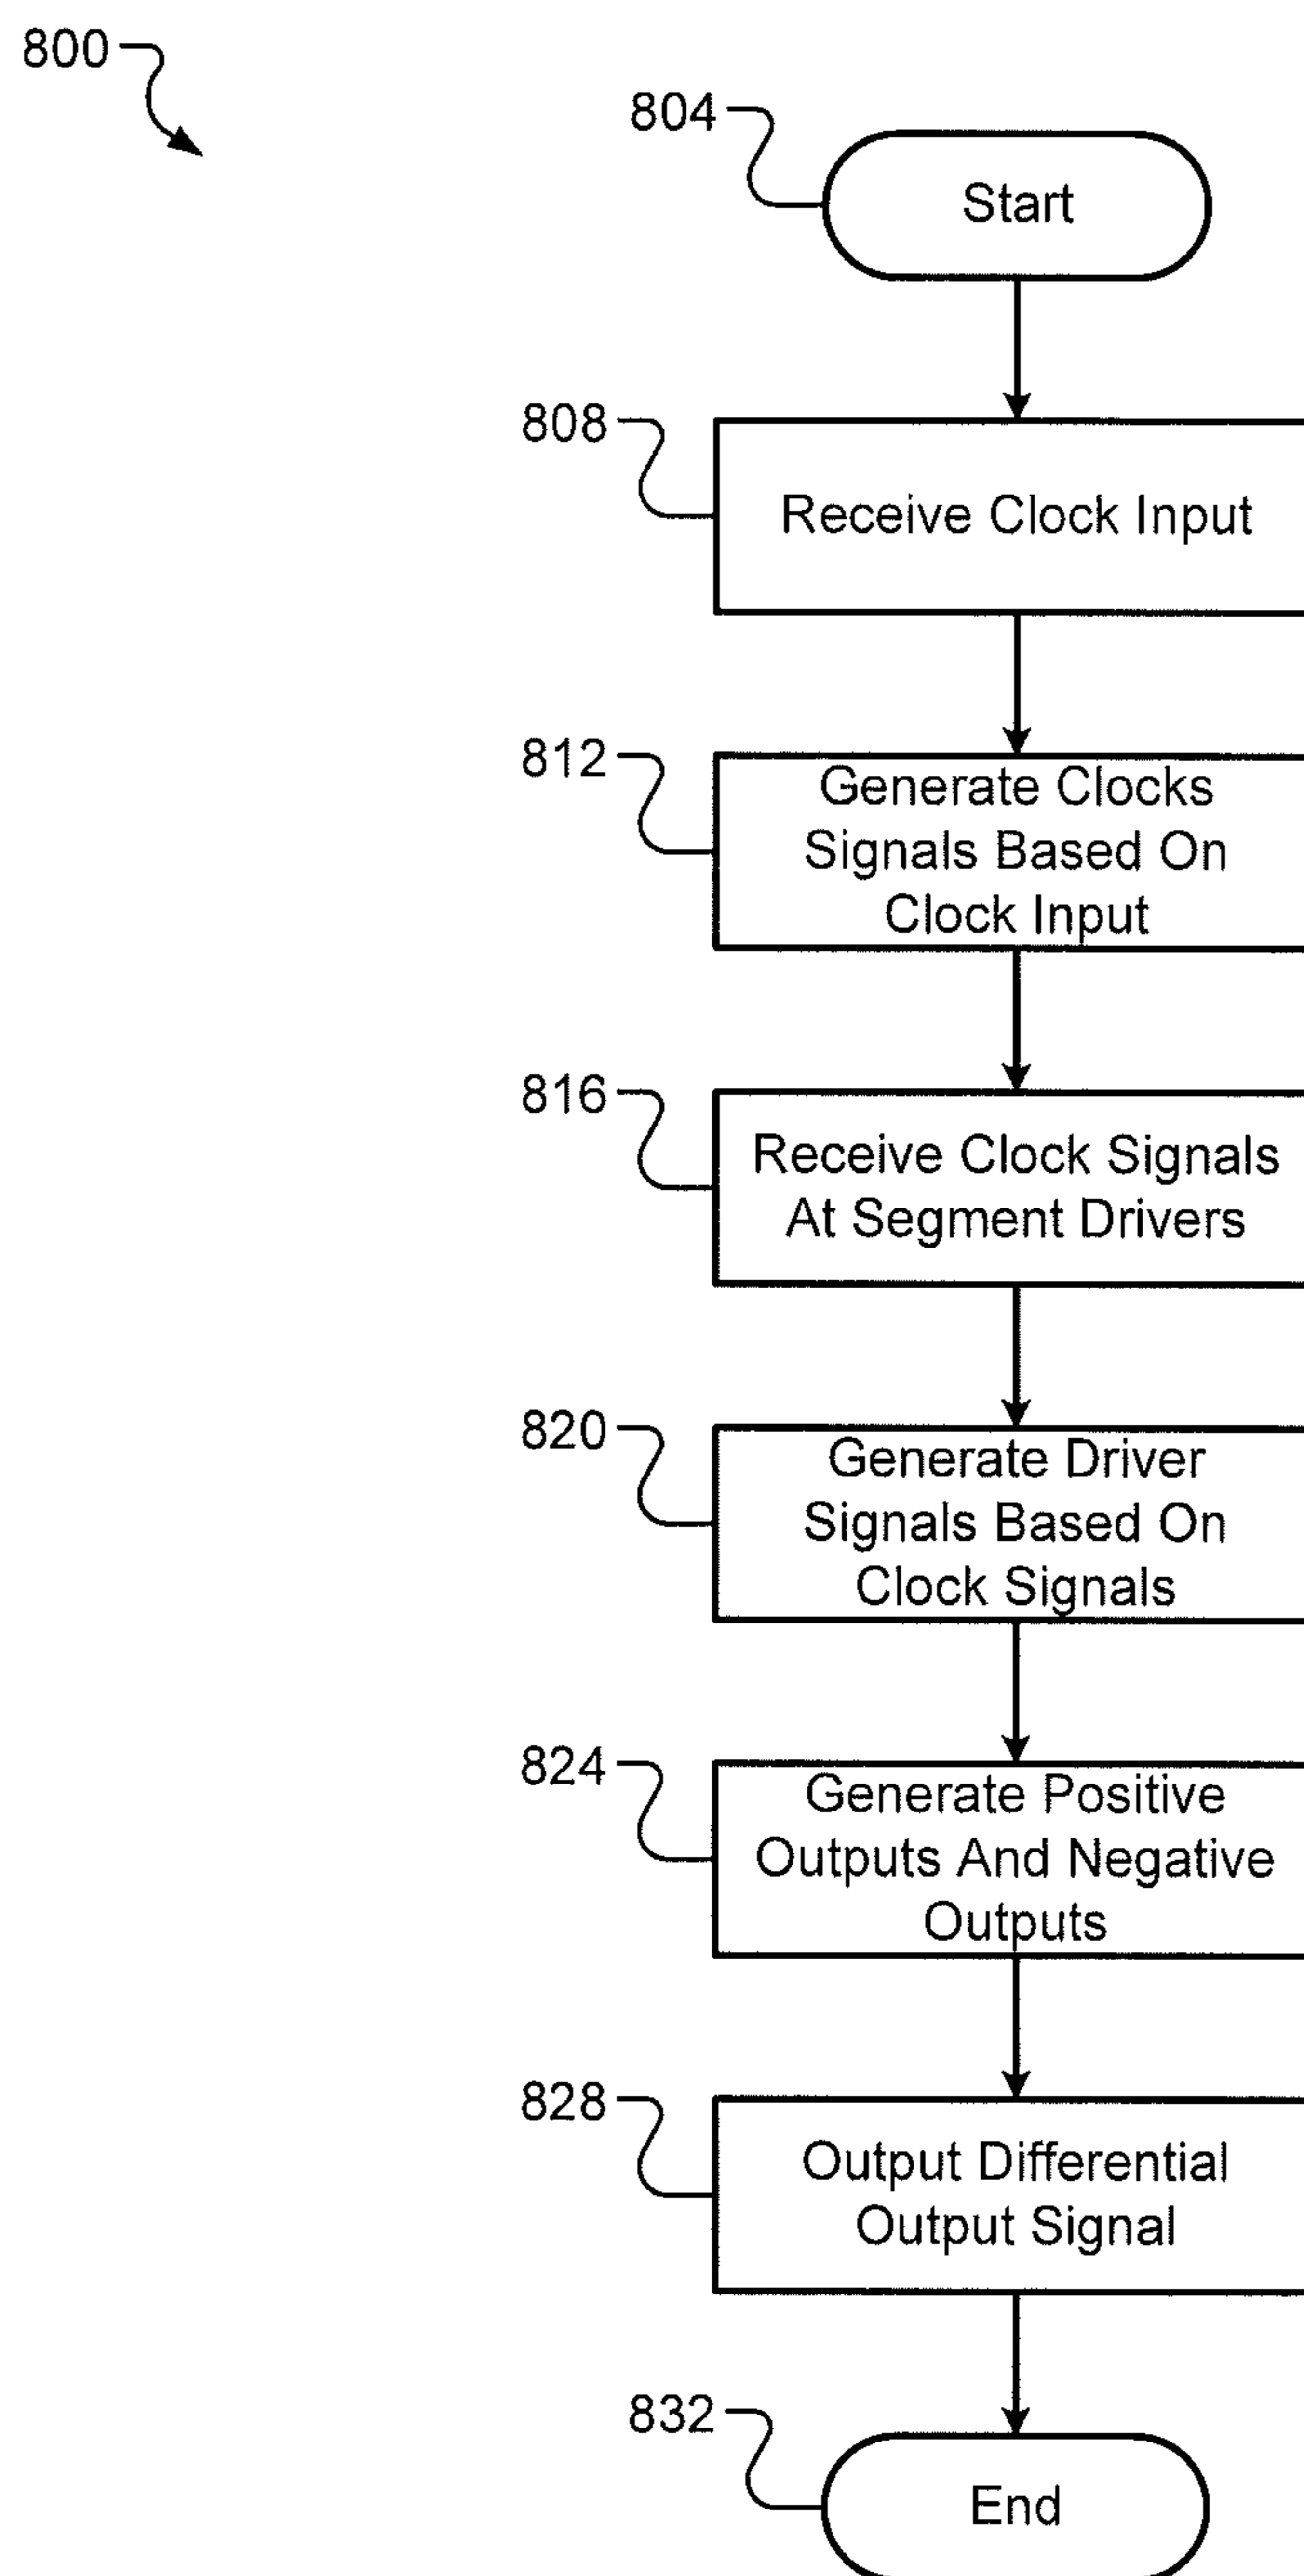 800
804
Start
808
Receive Clock Input
812
Generate Clocks
Signals Based On
Clock Input
816
Receive Clock Signals
At Segment Drivers
820
Generate Driver
Signals Based On
Clock Signals
824
Generate Positive
Outputs And Negative
Outputs
828
Output Differential
Output Signal
832
End